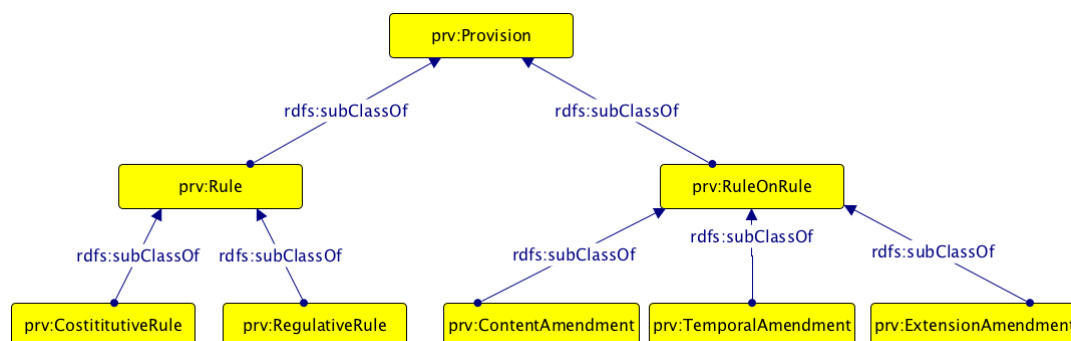 prv:Provision
rdfs:subClassOf
rdfs:subClassOf
prv:Rule
prv:RuleOnRule
rdfs:subClassOf
rdfs:subClassOf
rdfs:subClassOf
rdfs:subClassOf
rdfs:subClassOf
prv:CostititutiveRule
prv:RegulativeRule
prv:ContentAmendment
prv:TemporalAmendment
prv:ExtensionAmendment